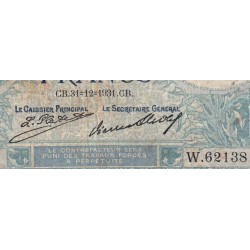 FRANCS
CB.31=12=1931.CB.
LE CAISSIER PRINCIPAL LE SECRÉTAIRE GÉNÉRAL
W.62138
LE CONTREFACTEUR SERA
PUNI DES TRAVAUX FORCÉS
À PERPÉTUITÉ